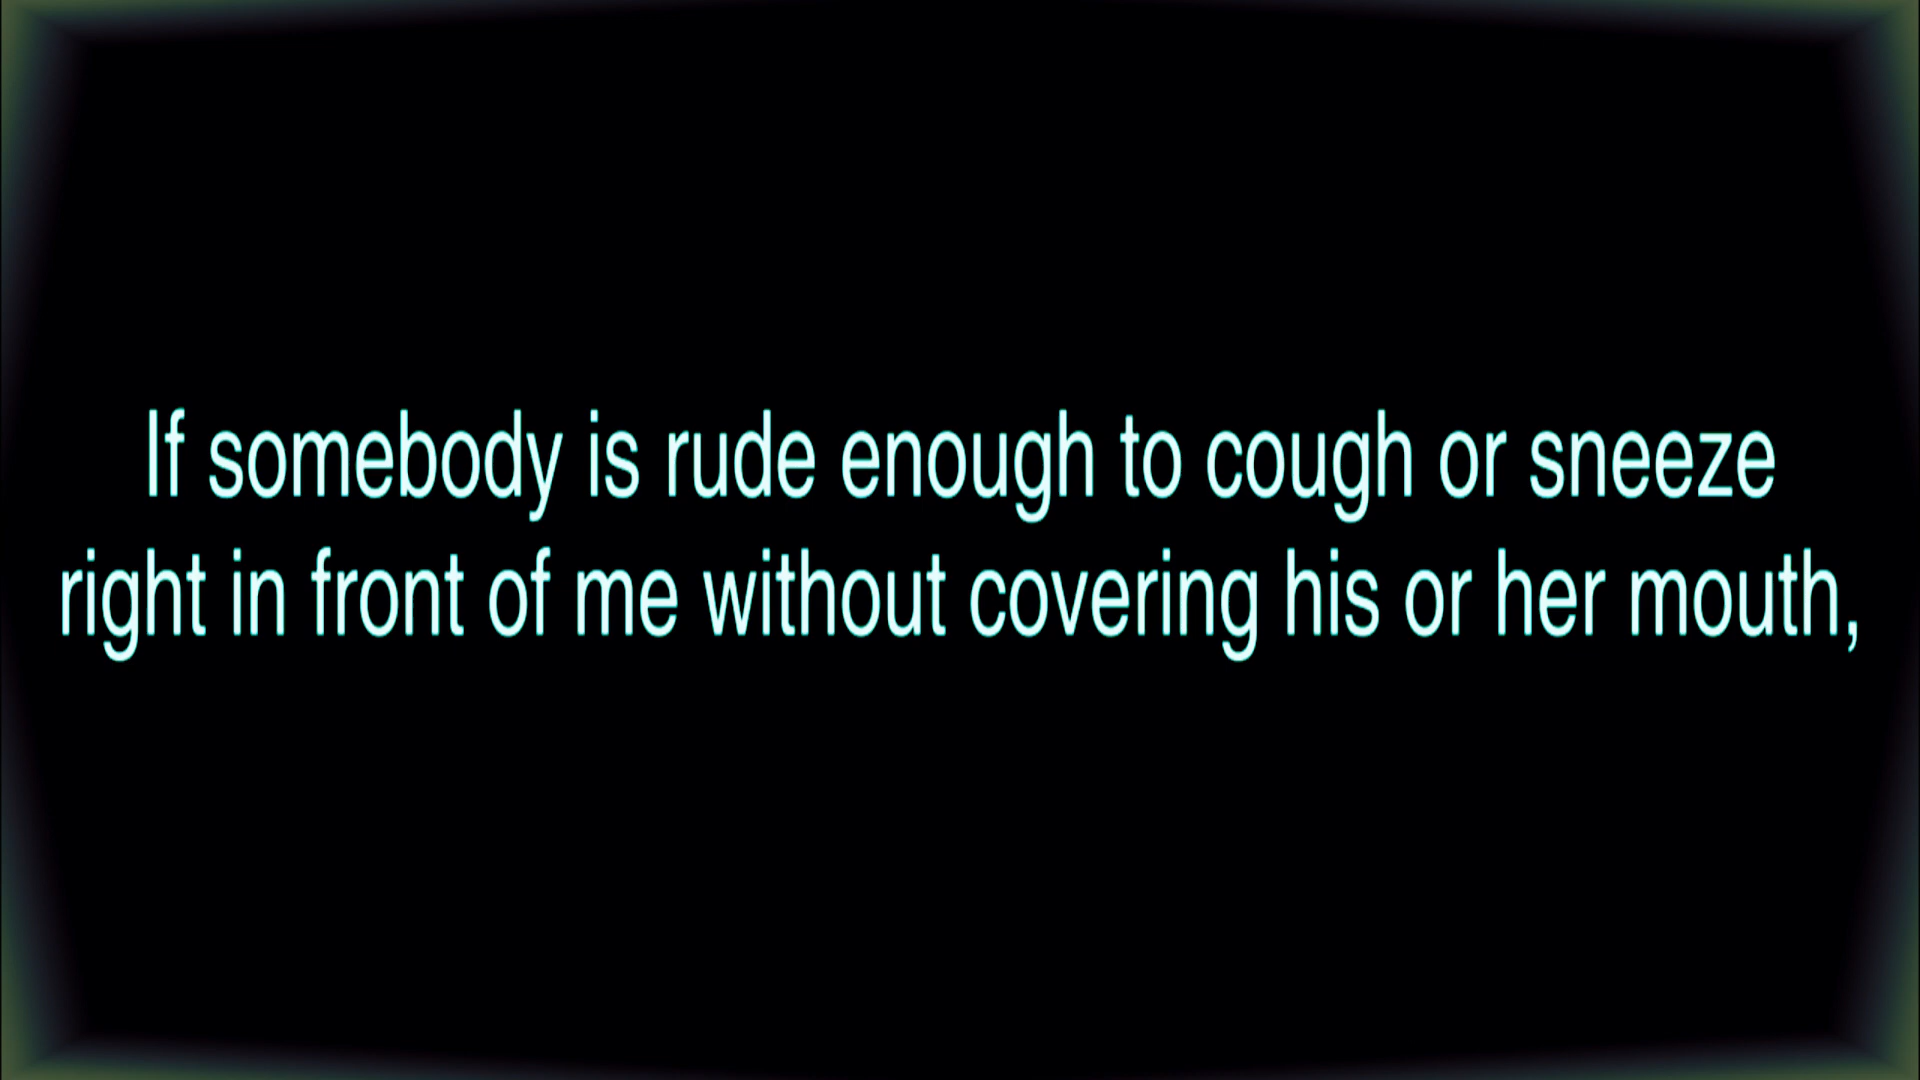 If somebody is rude enough to cough or sneeze
right in front of me without covering his or her mouth,